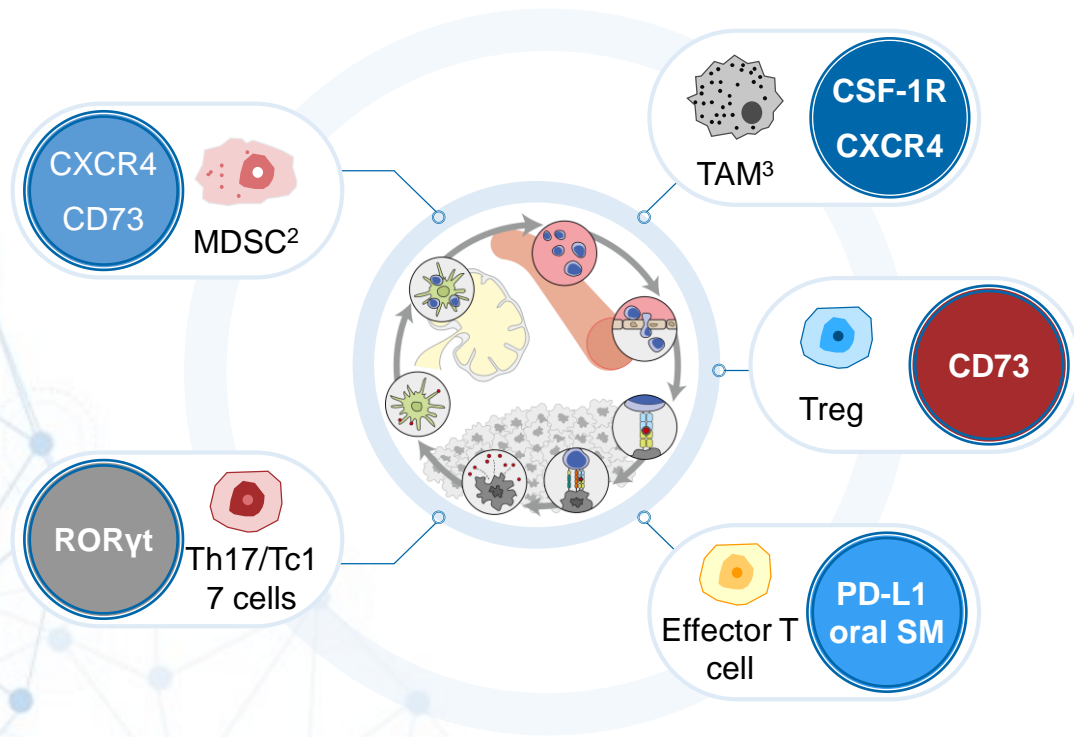 CXCR4
CD73
MDSC²
CSF-1R
CXCR4
TAM³
Treg
CD73
RORγt
Th17/Tc1
7 cells
Effector T
cell
PD-L1
oral SM